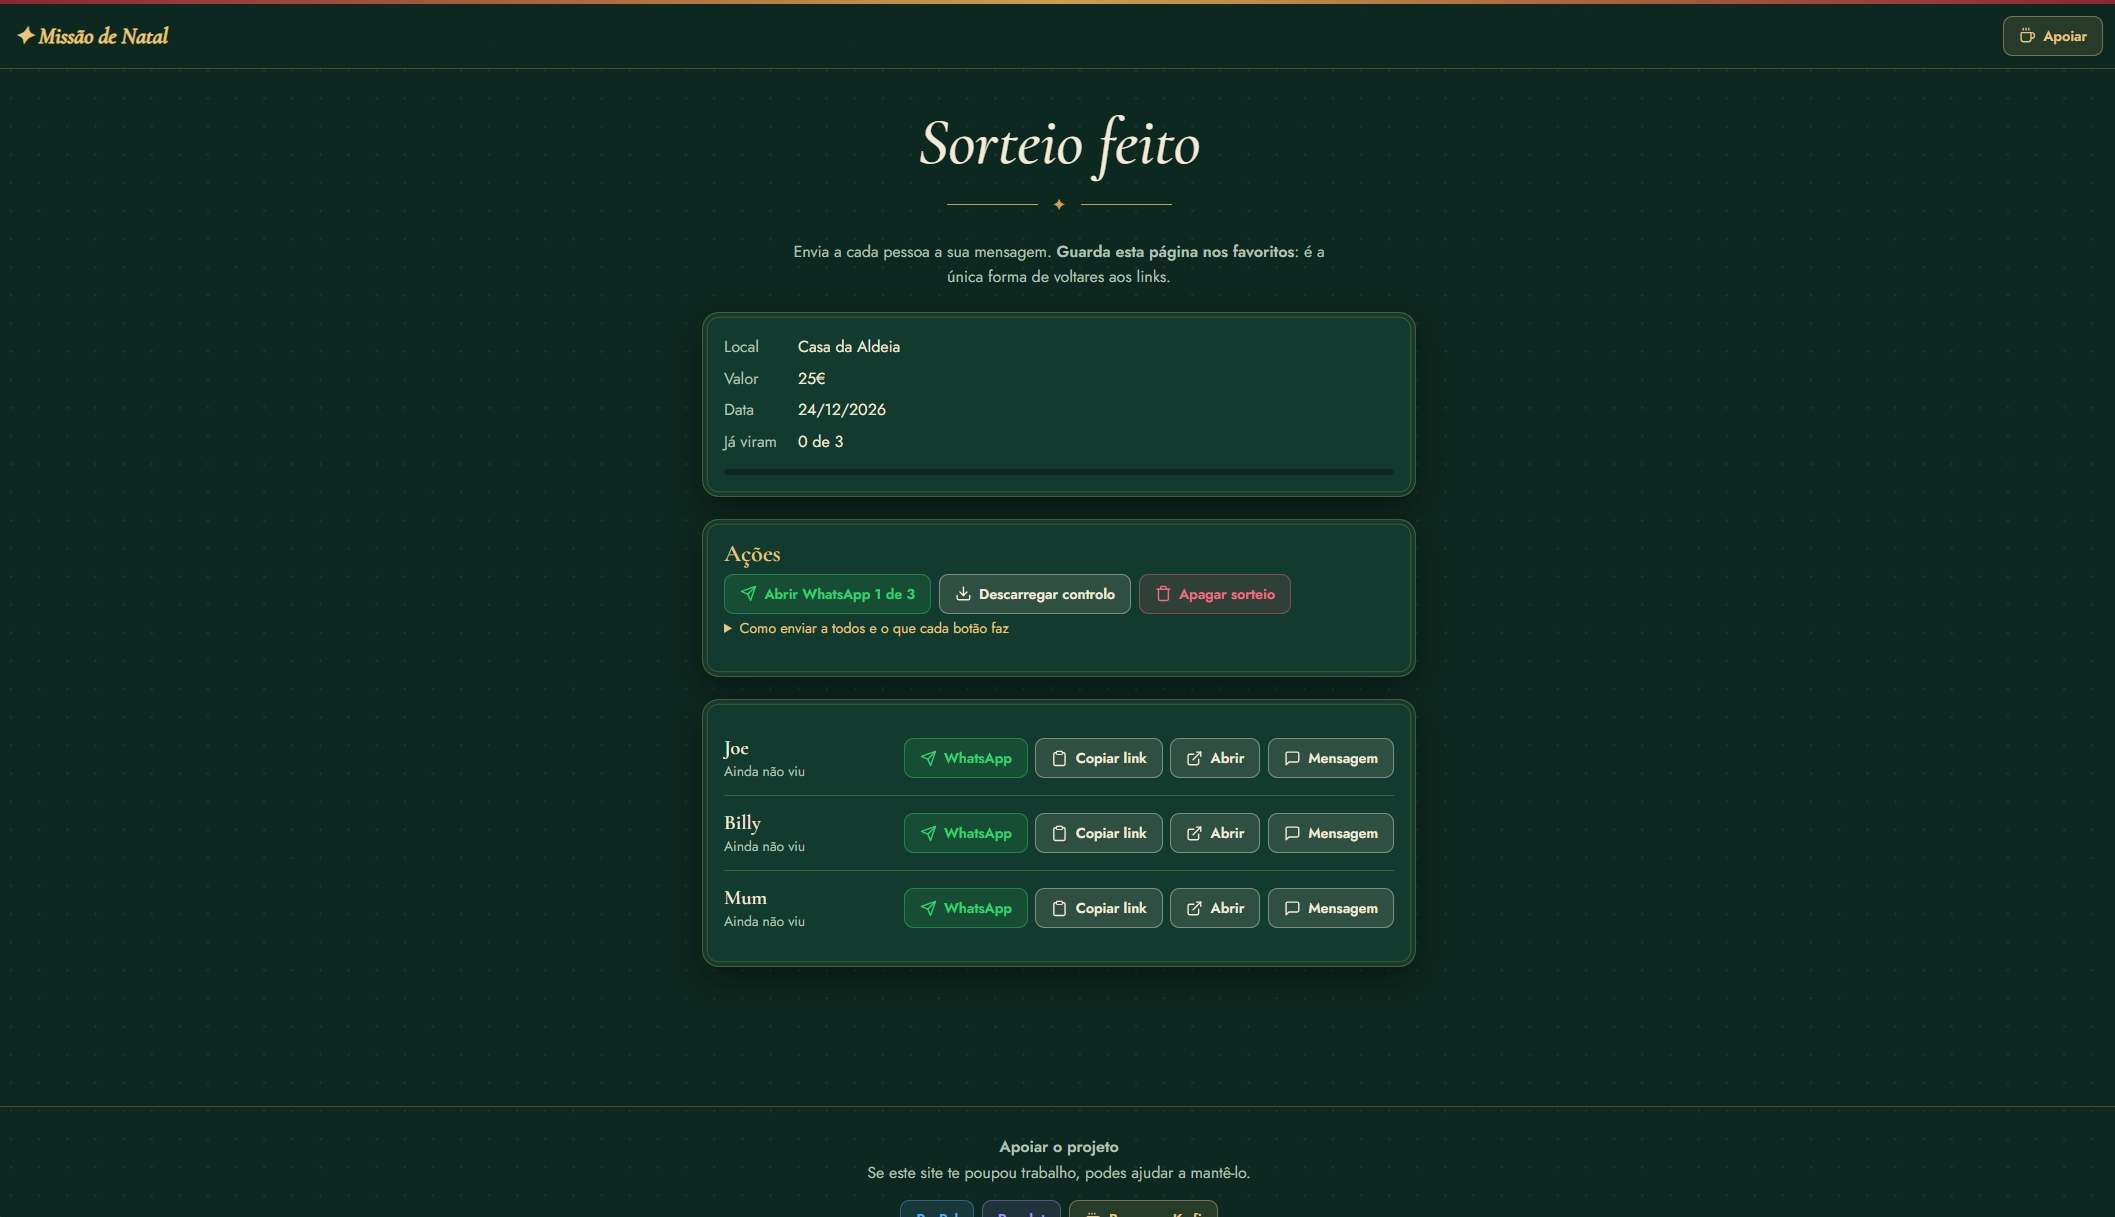 Missão de Natal
Apoiar
Sorteio feito
Envia a cada pessoa a sua mensagem. Guarda esta página nos favoritos: é a
única forma de voltares aos links.
Local Casa da Aldeia
Valor 25€
Data 24/12/2026
Já viram 0 de 3
Ações
Abrir WhatsApp 1 de 3 Descarregar controlo Apagar sorteio
Como enviar a todos e o que cada botão faz
Joe
Ainda não viu
WhatsApp Copiar link Abrir Mensagem
Billy
Ainda não viu
WhatsApp Copiar link Abrir Mensagem
Mum
Ainda não viu
WhatsApp Copiar link Abrir Mensagem
Apoiar o projeto
Se este site te poupou trabalho, podes ajudar a mantê-lo.